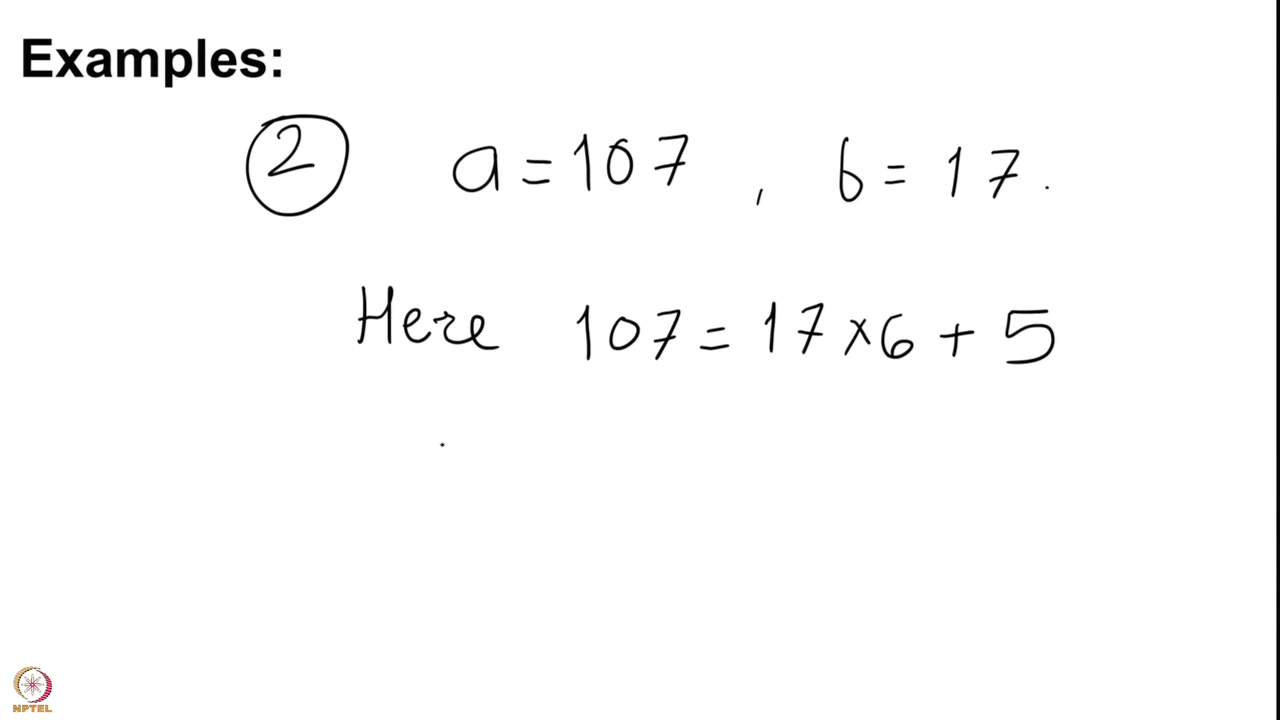 Examples:
2 a = 107 , b = 17 .
Here 107 = 17 × 6 + 5
NPTEL